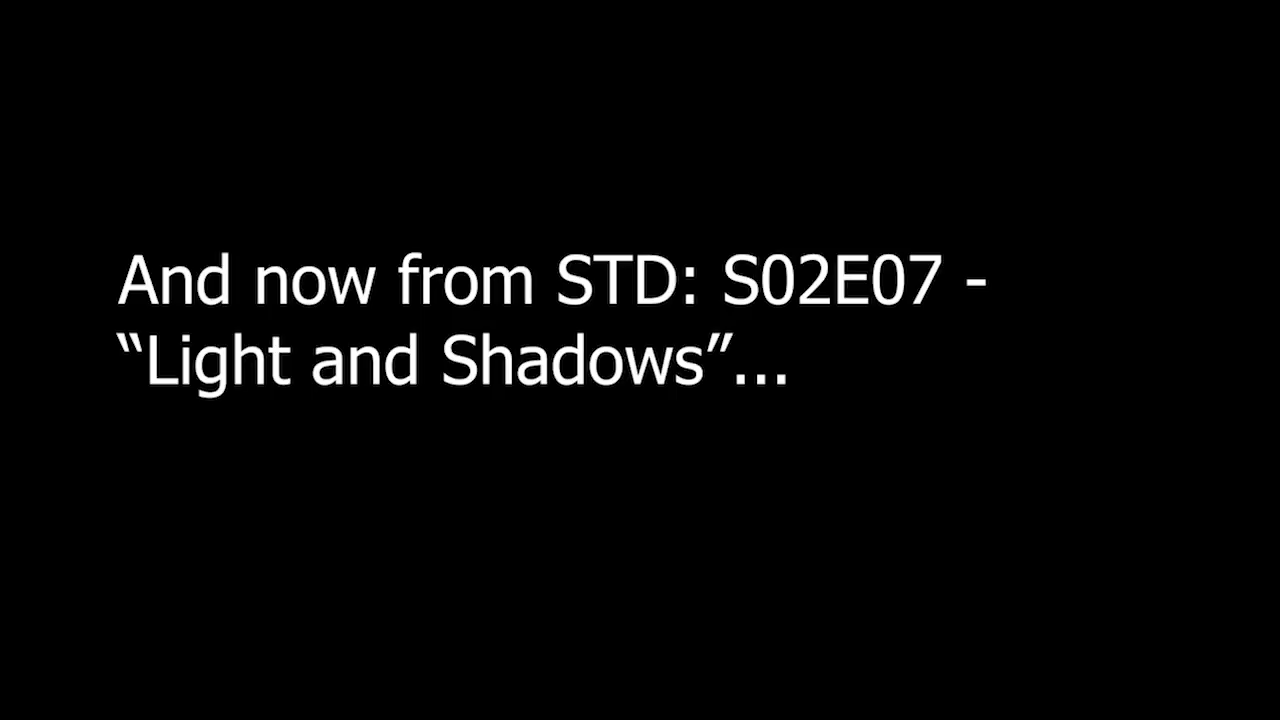 And now from STD: S02E07 -
“Light and Shadows”...